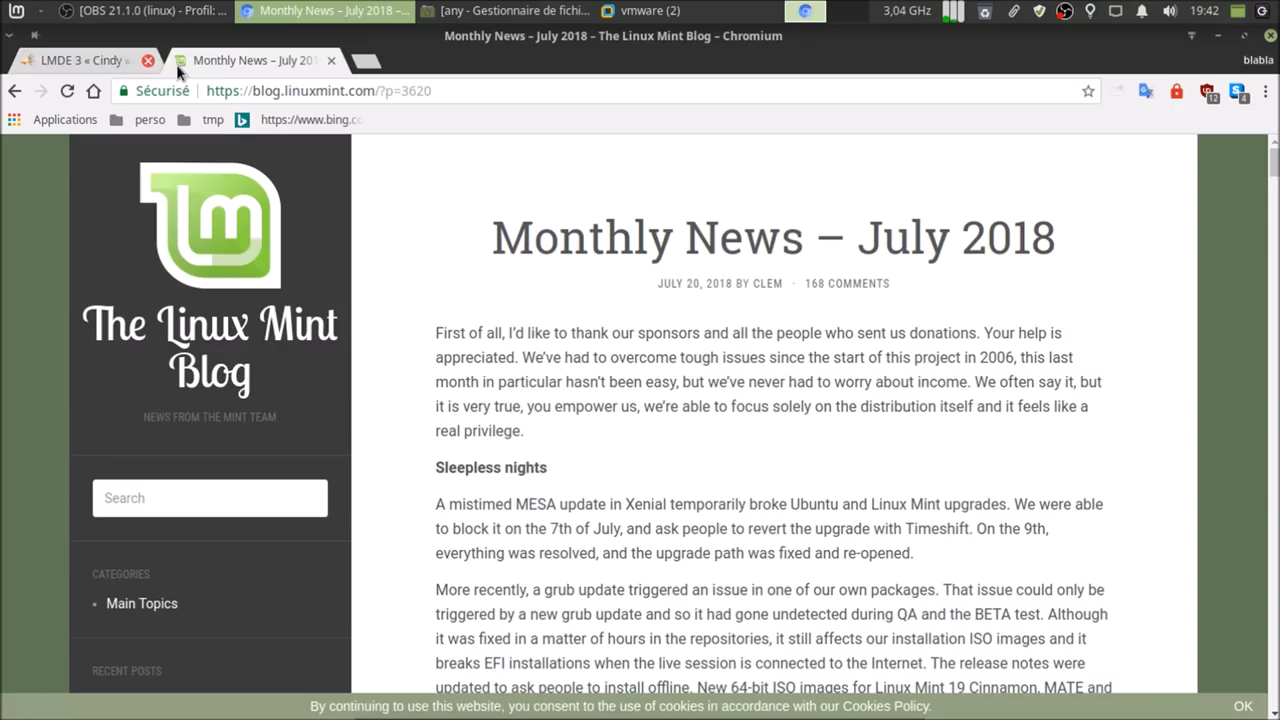 [OBS 21.1.0 (linux) - Profil: ...
Monthly News – July 2018 –...
[any - Gestionnaire de fichi...
vmware (2)
3,04 GHz
19:42
Monthly News – July 2018 – The Linux Mint Blog – Chromium
LMDE 3 « Cindy »
Monthly News – July 201
blabla
Sécurisé
https://blog.linuxmint.com/?p=3620
12
4
Applications
perso
tmp
https://www.bing.co
lm
The Linux Mint
Blog
NEWS FROM THE MINT TEAM
Search
CATEGORIES
• Main Topics
RECENT POSTS
Monthly News – July 2018
JULY 20, 2018 BY CLEM · 168 COMMENTS
First of all, I’d like to thank our sponsors and all the people who sent us donations. Your help is
appreciated. We’ve had to overcome tough issues since the start of this project in 2006, this last
month in particular hasn’t been easy, but we’ve never had to worry about income. We often say it, but
it is very true, you empower us, we’re able to focus solely on the distribution itself and it feels like a
real privilege.
Sleepless nights
A mistimed MESA update in Xenial temporarily broke Ubuntu and Linux Mint upgrades. We were able
to block it on the 7th of July, and ask people to revert the upgrade with Timeshift. On the 9th,
everything was resolved, and the upgrade path was fixed and re-opened.
More recently, a grub update triggered an issue in one of our own packages. That issue could only be
triggered by a new grub update and so it had gone undetected during QA and the BETA test. Although
it was fixed in a matter of hours in the repositories, it still affects our installation ISO images and it
breaks EFI installations when the live session is connected to the Internet. The release notes were
updated to ask people to install offline. New 64-bit ISO images for Linux Mint 19 Cinnamon, MATE and
By continuing to use this website, you consent to the use of cookies in accordance with our Cookies Policy.
OK